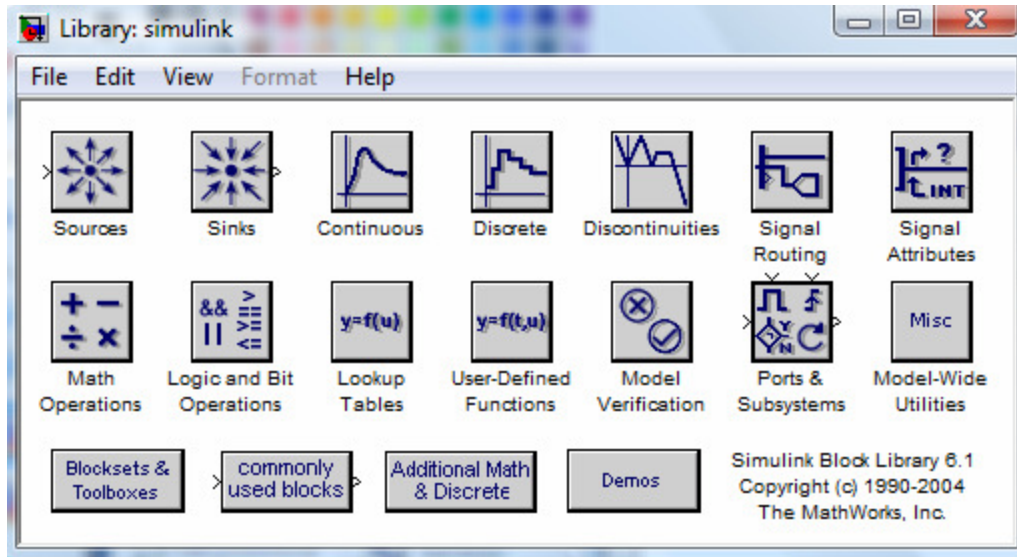 Library: simulink
File Edit View Format Help
Sources Sinks Continuous Discrete Discontinuities Signal Routing Signal Attributes
? INT
+ − ÷ × && || > == >= <= y=f(u) y=f(t,u) Y N Misc
Math Operations Logic and Bit Operations Lookup Tables User-Defined Functions Model Verification Ports & Subsystems Model-Wide Utilities
Blocksets & Toolboxes
commonly used blocks
Additional Math & Discrete
Demos
Simulink Block Library 6.1
Copyright (c) 1990-2004
The MathWorks, Inc.